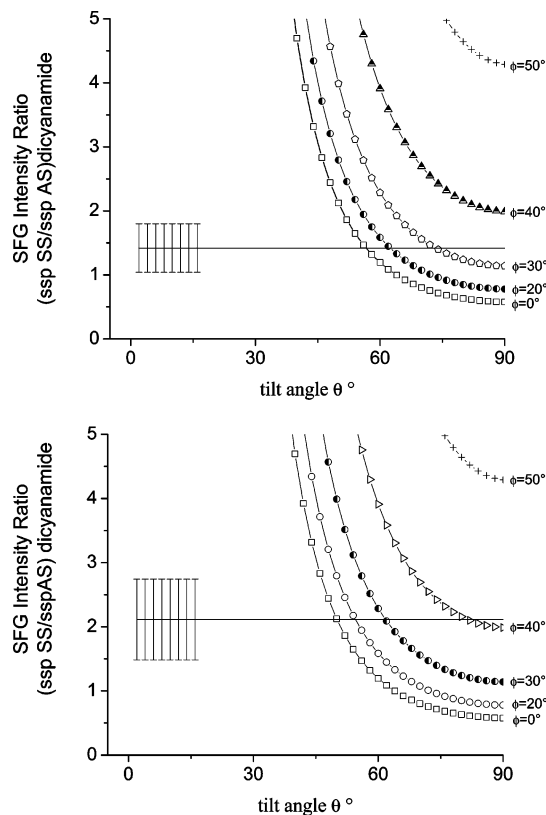 SFG Intensity Ratio
(ssp SS/ssp AS)dicyanamide
5
4
3
2
1
0
ϕ=50°
ϕ=40°
ϕ=30°
ϕ=20°
ϕ=0°
0 30 60 90
tilt angle θ °
SFG Intensity Ratio
(ssp SS/sspAS) dicyanamide
5
4
3
2
1
0
ϕ=50°
ϕ=40°
ϕ=30°
ϕ=20°
ϕ=0°
0 30 60 90
tilt angle θ °